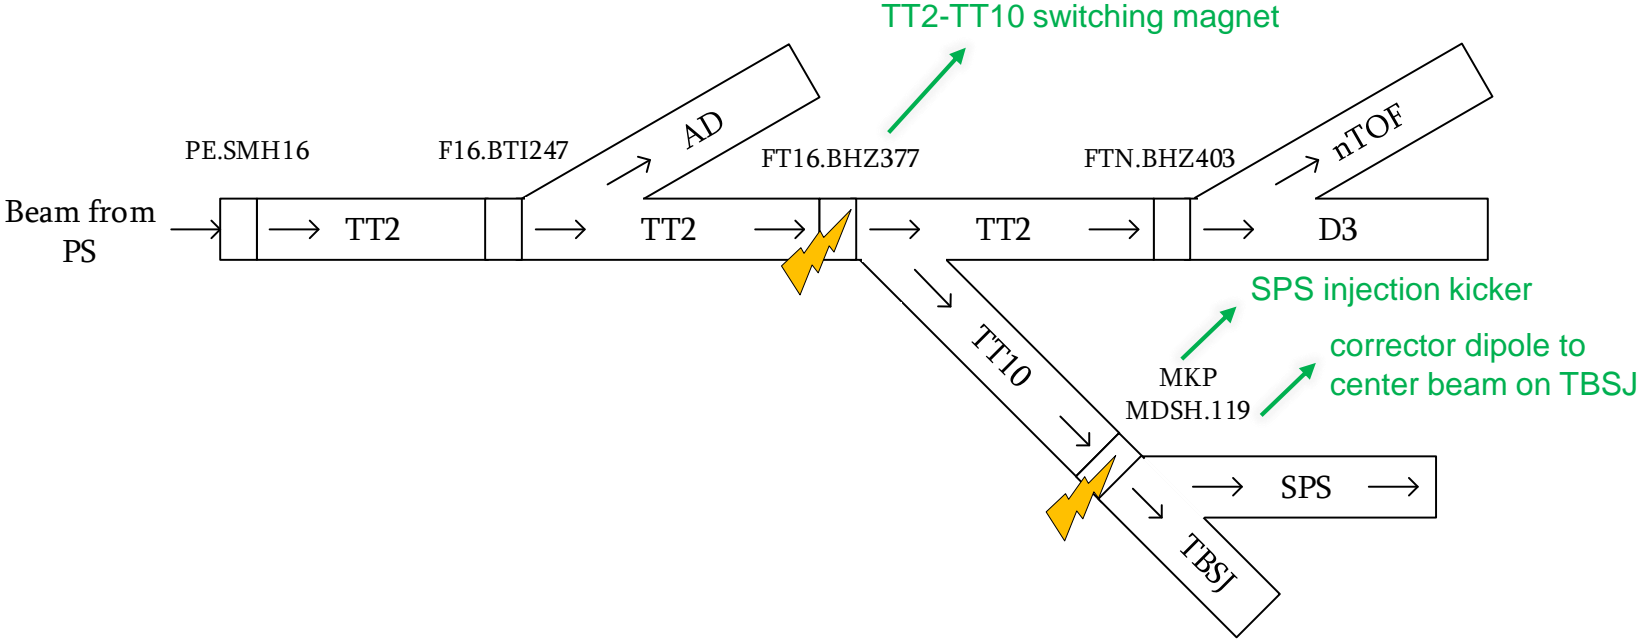 TT2-TT10 switching magnet
AD
PE.SMH16
F16.BTI247
FT16.BHZ377
FTN.BHZ403
nTOF
Beam from
PS
TT2
TT2
TT2
D3
SPS injection kicker
TT10
corrector dipole to
center beam on TBSJ
MKP
MDSH.119
SPS
TBSJ